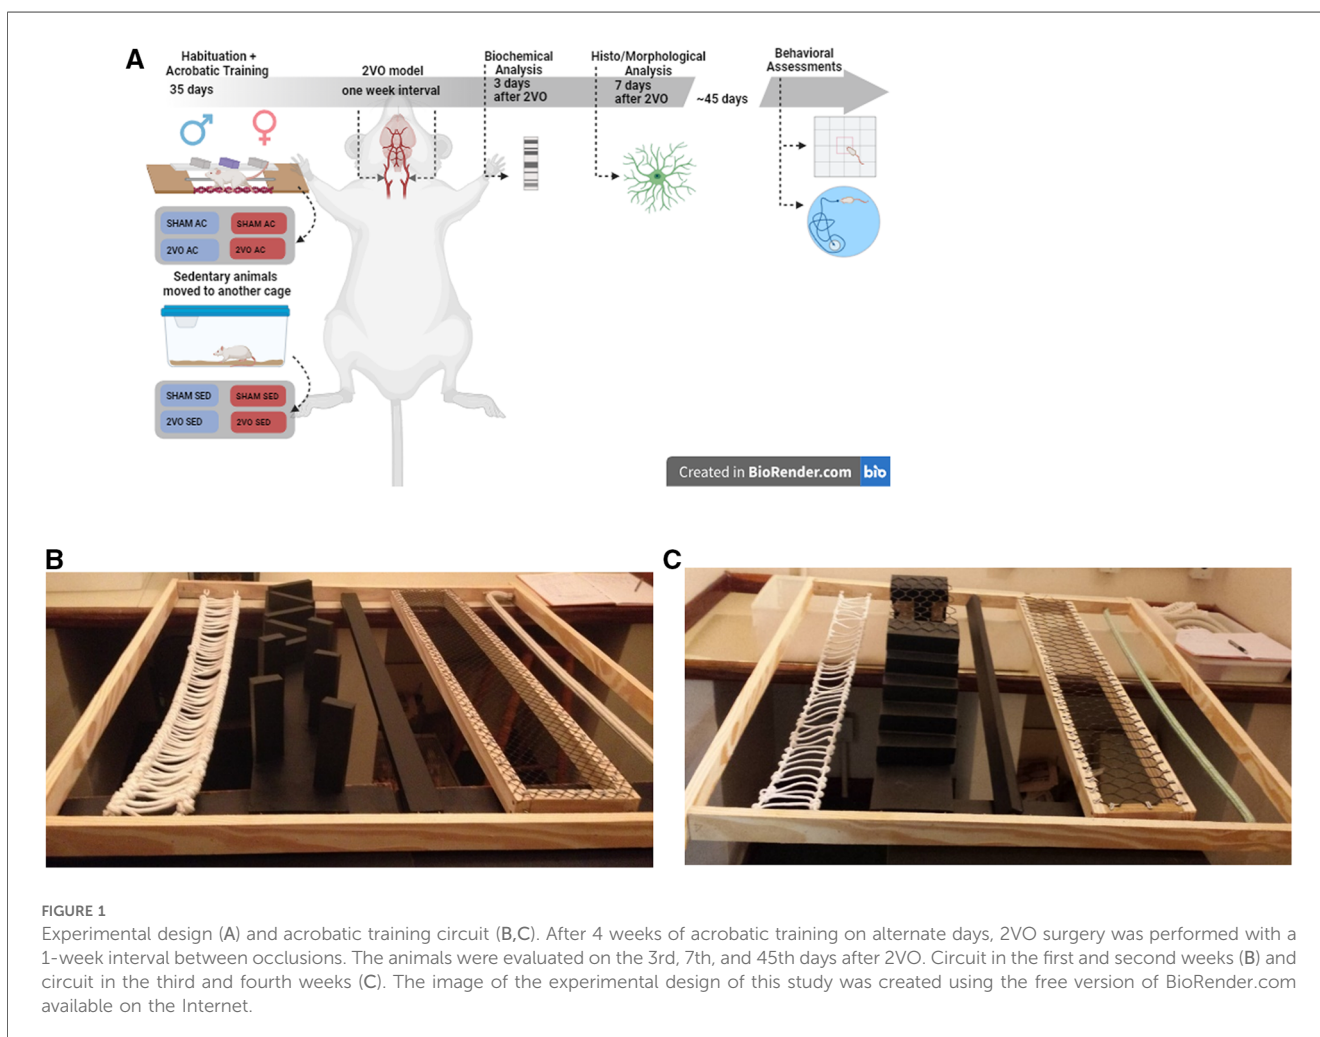 A
Habituation +
Acrobatic Training
35 days
2VO model
one week interval
Biochemical
Analysis
3 days
after 2VO
Histo/Morphological
Analysis
7 days
after 2VO
~45 days
Behavioral
Assessments
SHAM AC
SHAM AC
2VO AC
2VO AC
Sedentary animals
moved to another cage
SHAM SED
SHAM SED
2VO SED
2VO SED
Created in BioRender.com bio
B
C
FIGURE 1
Experimental design (A) and acrobatic training circuit (B,C). After 4 weeks of acrobatic training on alternate days, 2VO surgery was performed with a
1-week interval between occlusions. The animals were evaluated on the 3rd, 7th, and 45th days after 2VO. Circuit in the first and second weeks (B) and
circuit in the third and fourth weeks (C). The image of the experimental design of this study was created using the free version of BioRender.com
available on the Internet.